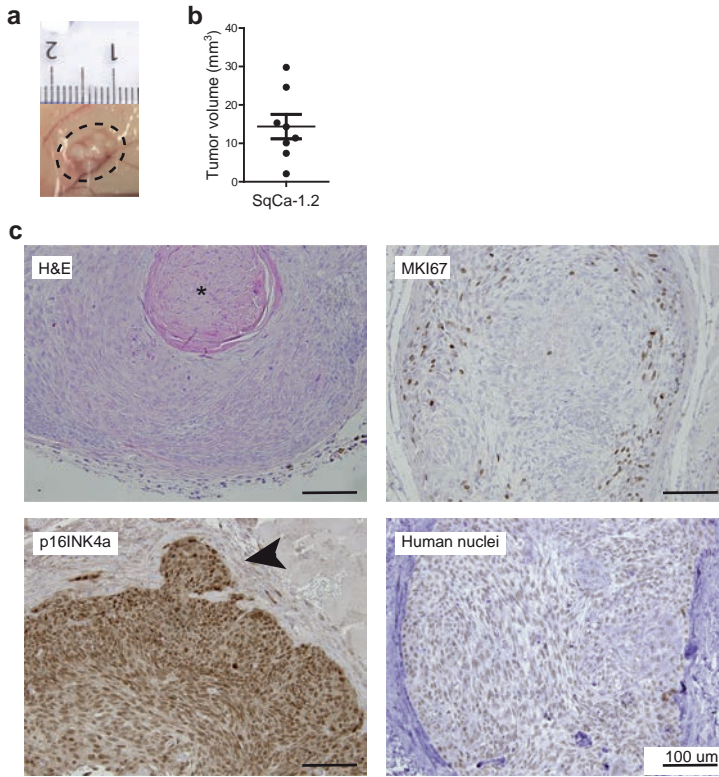 a
2 1
b
Tumor volume (mm³)
40
30
20
10
0
SqCa-1.2
c
H&E
*
MKI67
p16INK4a
Human nuclei
100 um